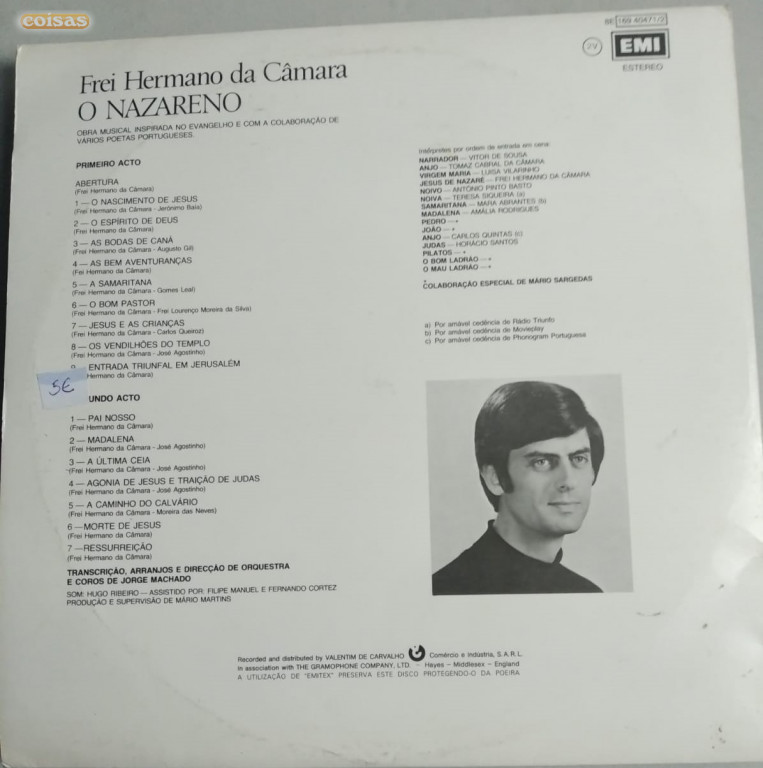 coisas
8E 169 40471/2
2V
EMI
ESTEREO
Frei Hermano da Câmara
O NAZARENO
OBRA MUSICAL INSPIRADA NO EVANGELHO E COM A COLABORAÇÃO DE
VARIOS POETAS PORTUGUESES.
PRIMEIRO ACTO
ABERTURA
(Frei Hermano da Câmara)
1 — O NASCIMENTO DE JESUS
(Frei Hermano da Câmara - Jerónimo Baía)
2 — O ESPÍRITO DE DEUS
(Frei Hermano da Câmara)
3 — AS BODAS DE CANÁ
(Frei Hermano da Câmara - Augusto Gil)
4 — AS BEM AVENTURANÇAS
(Frei Hermano da Câmara)
5 — A SAMARITANA
(Frei Hermano da Câmara - Gomes Leal)
6 — O BOM PASTOR
(Frei Hermano da Câmara - Frei Lourenço Moreira da Silva)
7 — JESUS E AS CRIANÇAS
(Frei Hermano da Câmara - Carlos Queiroz)
8 — OS VENDILHÕES DO TEMPLO
(Frei Hormano da Câmara - José Agostinho)
ENTRADA TRIUNFAL EM JERUSALÉM
Hermano da Câmara)
5€
UNDO ACTO
1 — PAI NOSSO
(Frei Hermano da Câmara)
2 — MADALENA
(Frei Hermano da Câmara - José Agostinho)
3 — A ÚLTIMA CEIA
(Frei Hermano da Câmara - José Agostinho)
4 — AGONIA DE JESUS E TRAIÇÃO DE JUDAS
(Frei Hermano da Câmara - José Agostinho)
5 — A CAMINHO DO CALVÁRIO
(Frei Hermano da Câmara - Moreira das Neves)
6 —MORTE DE JESUS
(Frei Hermano da Câmara)
7 —RESSURREIÇÃO
(Frei Hermano da Câmara)
TRANSCRIÇÃO, ARRANJOS E DIRECÇÃO DE ORQUESTRA
E COROS DE JORGE MACHADO
SOM: HUGO RIBEIRO — ASSISTIDO POR: FILIPE MANUEL E FERNANDO CORTEZ
PRODUÇÃO E SUPERVISÃO DE MÁRIO MARTINS
Intérpretes por ordem de entrada em cena:
NARRADOR — VITOR DE SOUSA
ANJO — TOMAZ CABRAL DA CÂMARA
VIRGEM MARIA — LUISA VILARINHO
JESUS DE NAZARÉ — FREI HERMANO DA CÂMARA
NOIVO — ANTÓNIO PINTO BASTO
NOIVA — TERESA SIQUEIRA (a)
SAMARITANA — MARA ABRANTES (b)
MADALENA — AMÁLIA RODRIGUES
PEDRO — *
JOÃO — *
ANJO — CARLOS QUINTAS (c)
JUDAS — HORÁCIO SANTOS
PILATOS — *
O BOM LADRÃO — *
O MAU LADRÃO — *
*
COLABORAÇÃO ESPECIAL DE MÁRIO SARGEDAS
a) Por amável cedência de Rádio Triunfo
b) Por amável cedência de Movieplay
c) Por amável cedência de Phonogram Portuguesa
Recorded and distributed by VALENTIM DE CARVALHO Comércio e Indústria, S.A.R.L.
in association with THE GRAMOPHONE COMPANY, LTD. — Hayes — Middlesex — England
A UTILIZAÇÃO DE "EMITEX" PRESERVA ESTE DISCO PROTEGENDO-O DA POEIRA